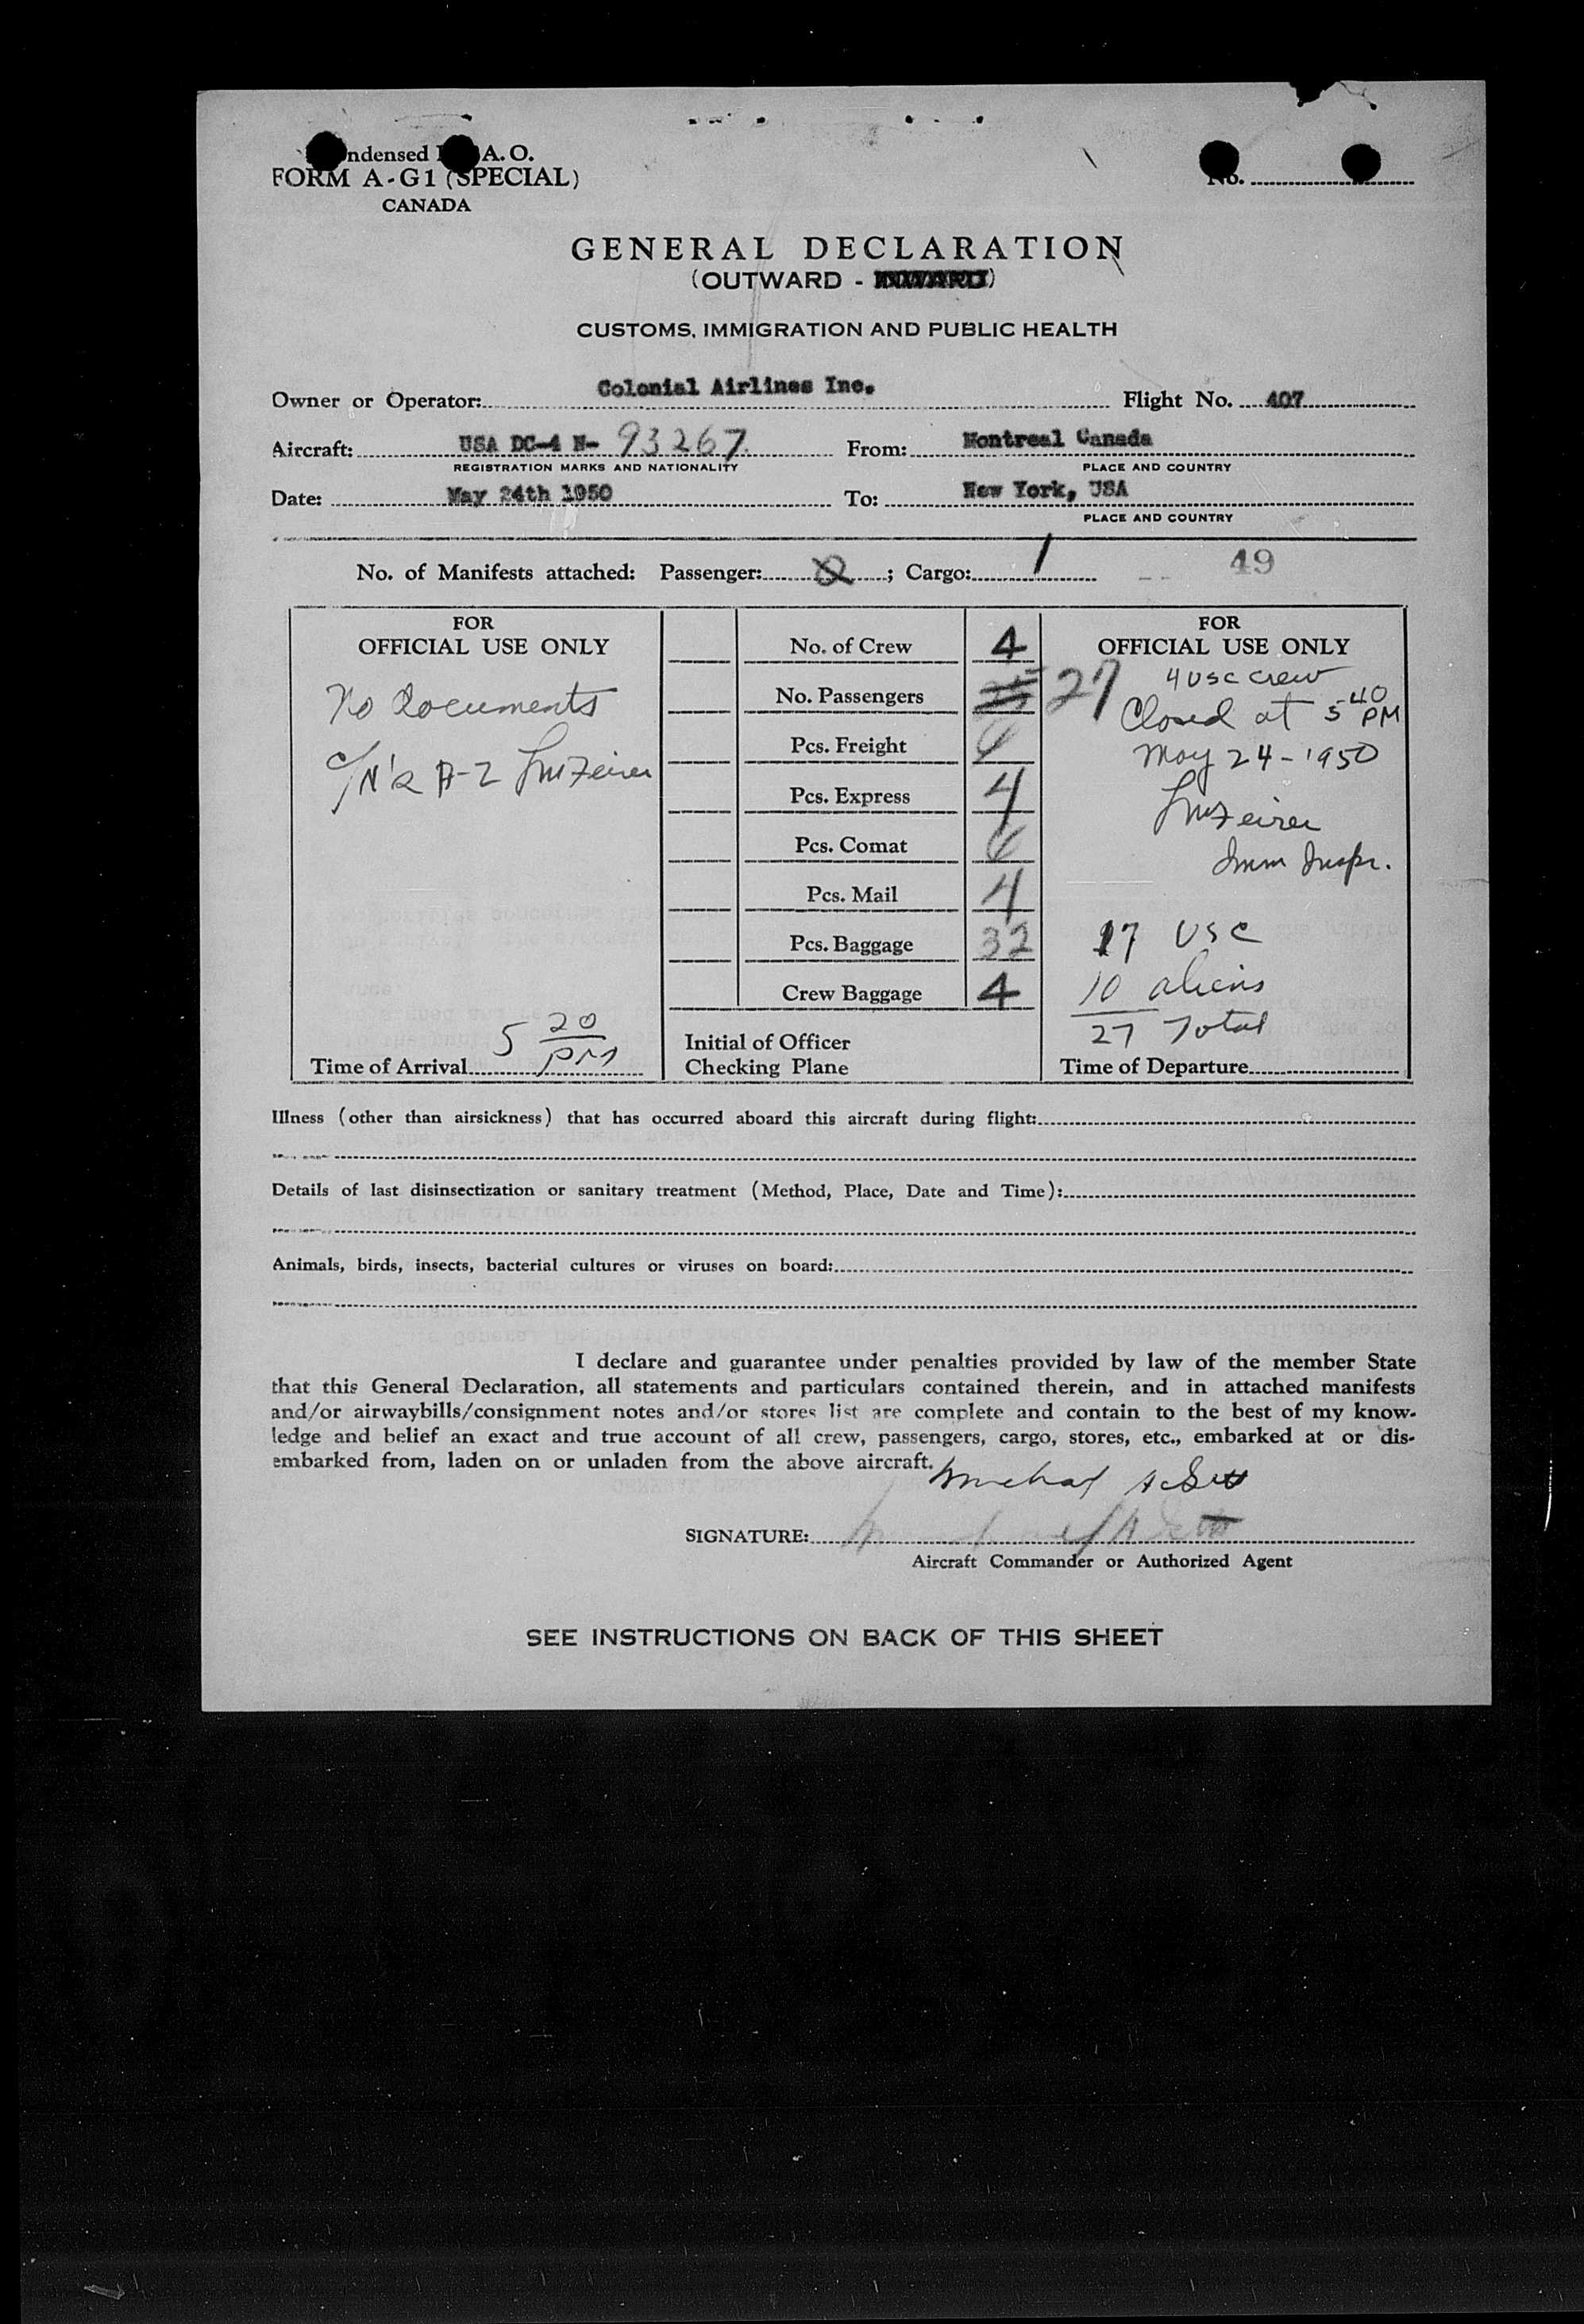 ndensed A. O.
FORM A-G1 (SPECIAL)
CANADA
No.
GENERAL DECLARATION
(OUTWARD - INWARD)
CUSTOMS, IMMIGRATION AND PUBLIC HEALTH
Owner or Operator: Colonial Airlines Inc. Flight No. 407
Aircraft: USA DC-4 N- 93267 From: Montreal Canada
REGISTRATION MARKS AND NATIONALITY PLACE AND COUNTRY
Date: May 24th 1950 To: New York, USA
PLACE AND COUNTRY
No. of Manifests attached: Passenger: ; Cargo: 1
49
FOR
OFFICIAL USE ONLY
No documents
Time of Arrival 5 20 PM
No. of Crew 4
No. Passengers 27
Pcs. Freight
Pcs. Express 4
Pcs. Comat
Pcs. Mail 4
Pcs. Baggage 32
Crew Baggage 4
Initial of Officer
Checking Plane
FOR
OFFICIAL USE ONLY
4 USC Crew
Closed at 5 40 PM
May 24-1950
Imm Inspr.
17 USC
10 aliens
27 Total
Time of Departure
Illness (other than airsickness) that has occurred aboard this aircraft during flight:
Details of last disinsectization or sanitary treatment (Method, Place, Date and Time):
Animals, birds, insects, bacterial cultures or viruses on board:
I declare and guarantee under penalties provided by law of the member State
that this General Declaration, all statements and particulars contained therein, and in attached manifests
and/or airwaybills/consignment notes and/or stores list are complete and contain to the best of my know-
ledge and belief an exact and true account of all crew, passengers, cargo, stores, etc., embarked at or dis-
embarked from, laden on or unladen from the above aircraft.
SIGNATURE:
Aircraft Commander or Authorized Agent
SEE INSTRUCTIONS ON BACK OF THIS SHEET